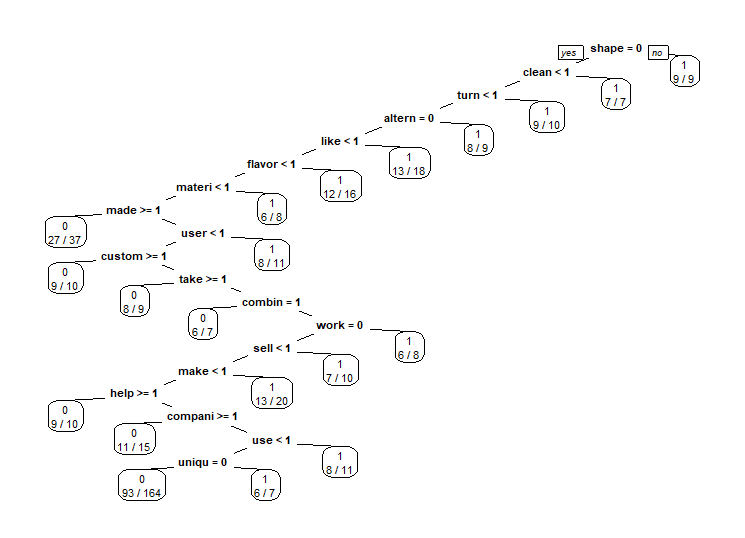 yes shape = 0 no
1
9 / 9
clean < 1
1
7 / 7
turn < 1
1
9 / 10
altern = 0
1
8 / 9
like < 1
1
13 / 18
flavor < 1
1
12 / 16
materi < 1
1
6 / 8
made >= 1
0
27 / 37
user < 1
1
8 / 11
custom >= 1
0
9 / 10
take >= 1
0
8 / 9
combin = 1
0
6 / 7
work = 0
1
6 / 8
sell < 1
1
7 / 10
make < 1
1
13 / 20
help >= 1
0
9 / 10
compani >= 1
0
11 / 15
use < 1
1
8 / 11
uniqu = 0
0
93 / 164
1
6 / 7